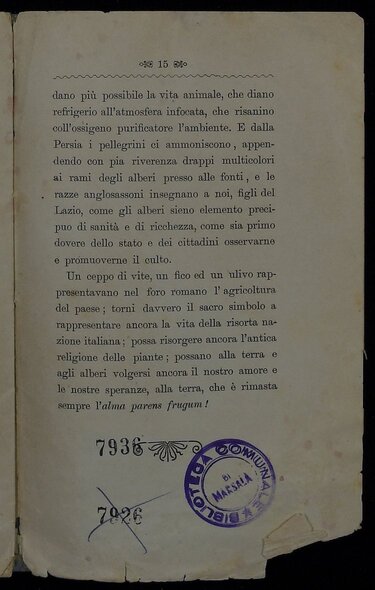 15
dano più possibile la vita animale, che diano
refrigerio all'atmosfera infocata, che risanino
coll'ossigeno purificatore l'ambiente. E dalla
Persia i pellegrini ci ammoniscono, appen-
dendo con pia riverenza drappi multicolori
ai rami degli alberi presso alle fonti, e le
razze anglosassoni insegnano a noi, figli del
Lazio, come gli alberi sieno elemento preci-
puo di sanità e di ricchezza, come sia primo
dovere dello stato e dei cittadini osservarne
e promuoverne il culto.
Un ceppo di vite, un fico ed un ulivo rap-
presentavano nel foro romano l'agricoltura
del paese; torni davvero il sacro simbolo a
rappresentare ancora la vita della risorta na-
zione italiana; possa risorgere ancora l'antica
religione delle piante; possano alla terra e
agli alberi volgersi ancora il nostro amore e
le nostre speranze, alla terra, che è rimasta
sempre l'alma parens frugum!
7936
BIBLIOTECA COMUNALE
DI
MARSALA
7926